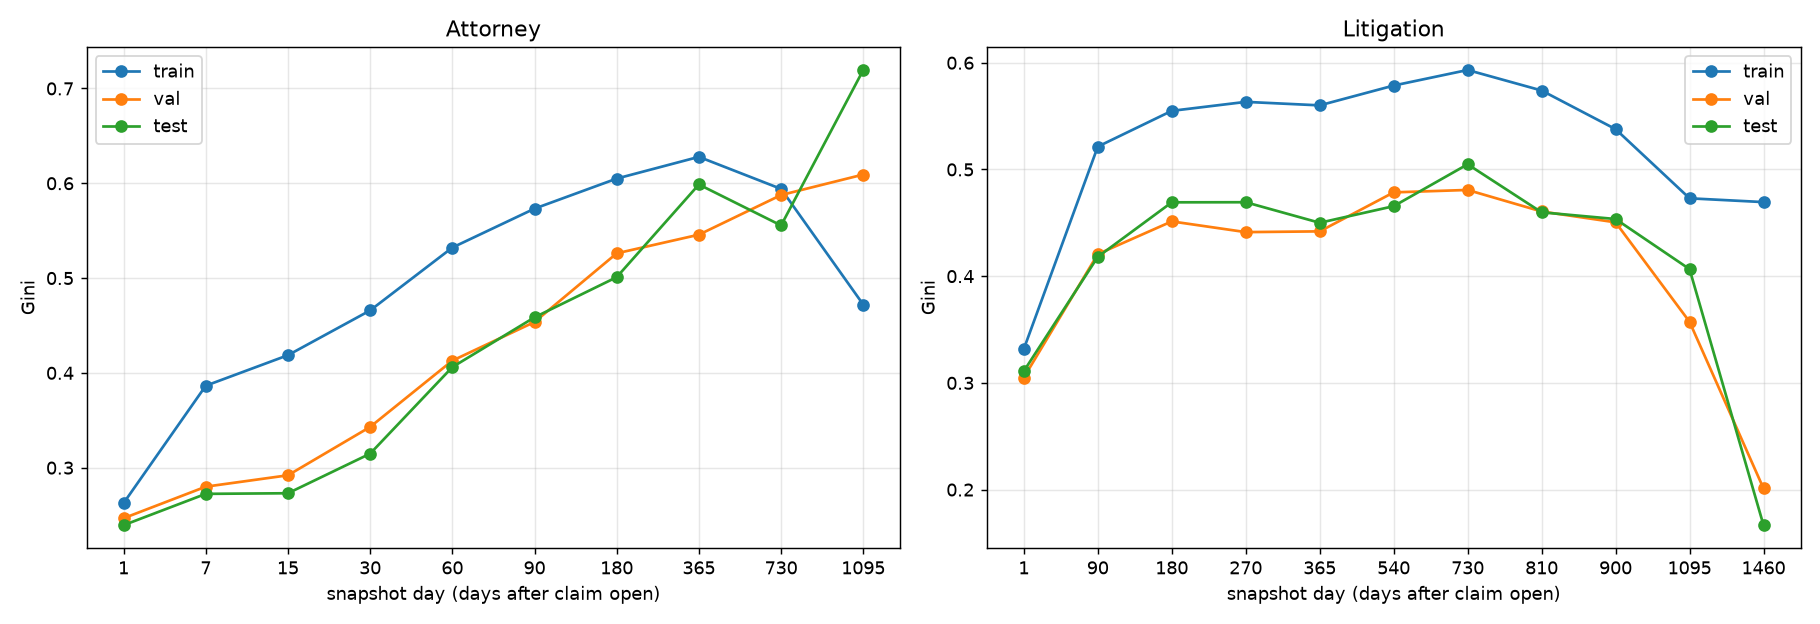 Attorney
train
val
test
0.7
0.6
0.5
0.4
0.3
Gini
1 7 15 30 60 90 180 365 730 1095
snapshot day (days after claim open)
Litigation
train
val
test
0.6
0.5
0.4
0.3
0.2
Gini
1 90 180 270 365 540 730 810 900 1095 1460
snapshot day (days after claim open)